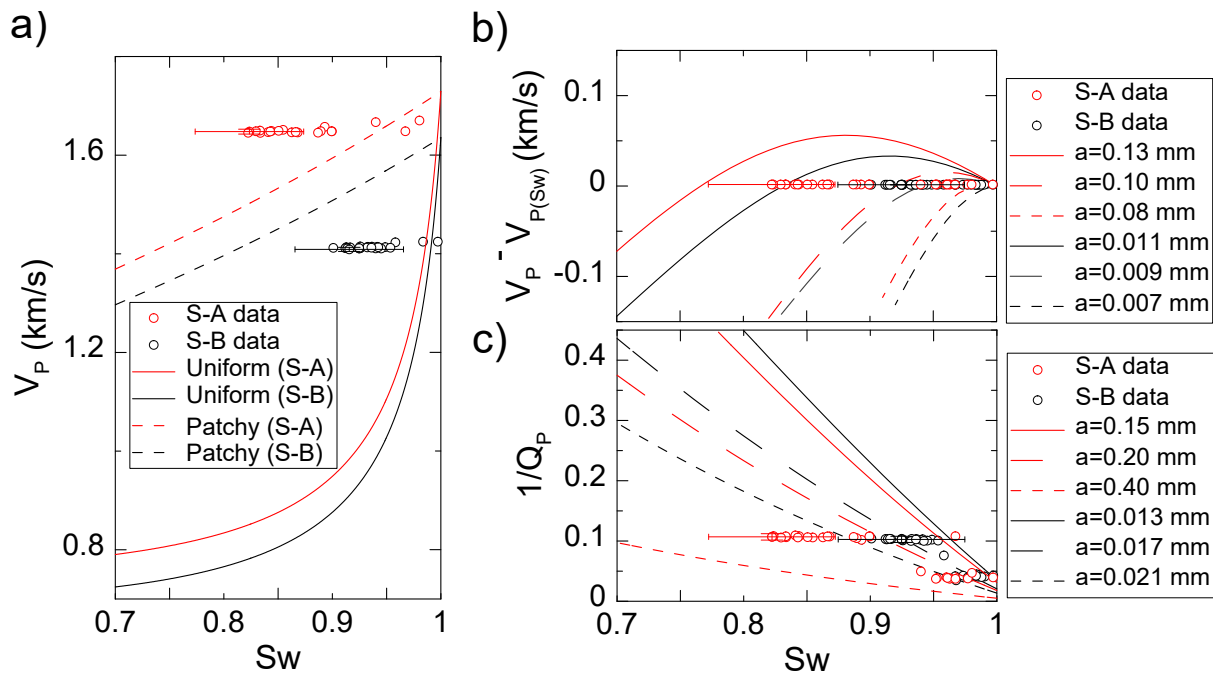 a)
V_P (km/s)
1.6
1.2
0.8
0.7
0.8
0.9
1
Sw
S-A data
S-B data
Uniform (S-A)
Uniform (S-B)
Patchy (S-A)
Patchy (S-B)
b)
V_P - V_P(Sw) (km/s)
0.1
0
-0.1
S-A data
S-B data
a=0.13 mm
a=0.10 mm
a=0.08 mm
a=0.011 mm
a=0.009 mm
a=0.007 mm
c)
1/Q_P
0.4
0.3
0.2
0.1
0
0.7
0.8
0.9
1
Sw
S-A data
S-B data
a=0.15 mm
a=0.20 mm
a=0.40 mm
a=0.013 mm
a=0.017 mm
a=0.021 mm